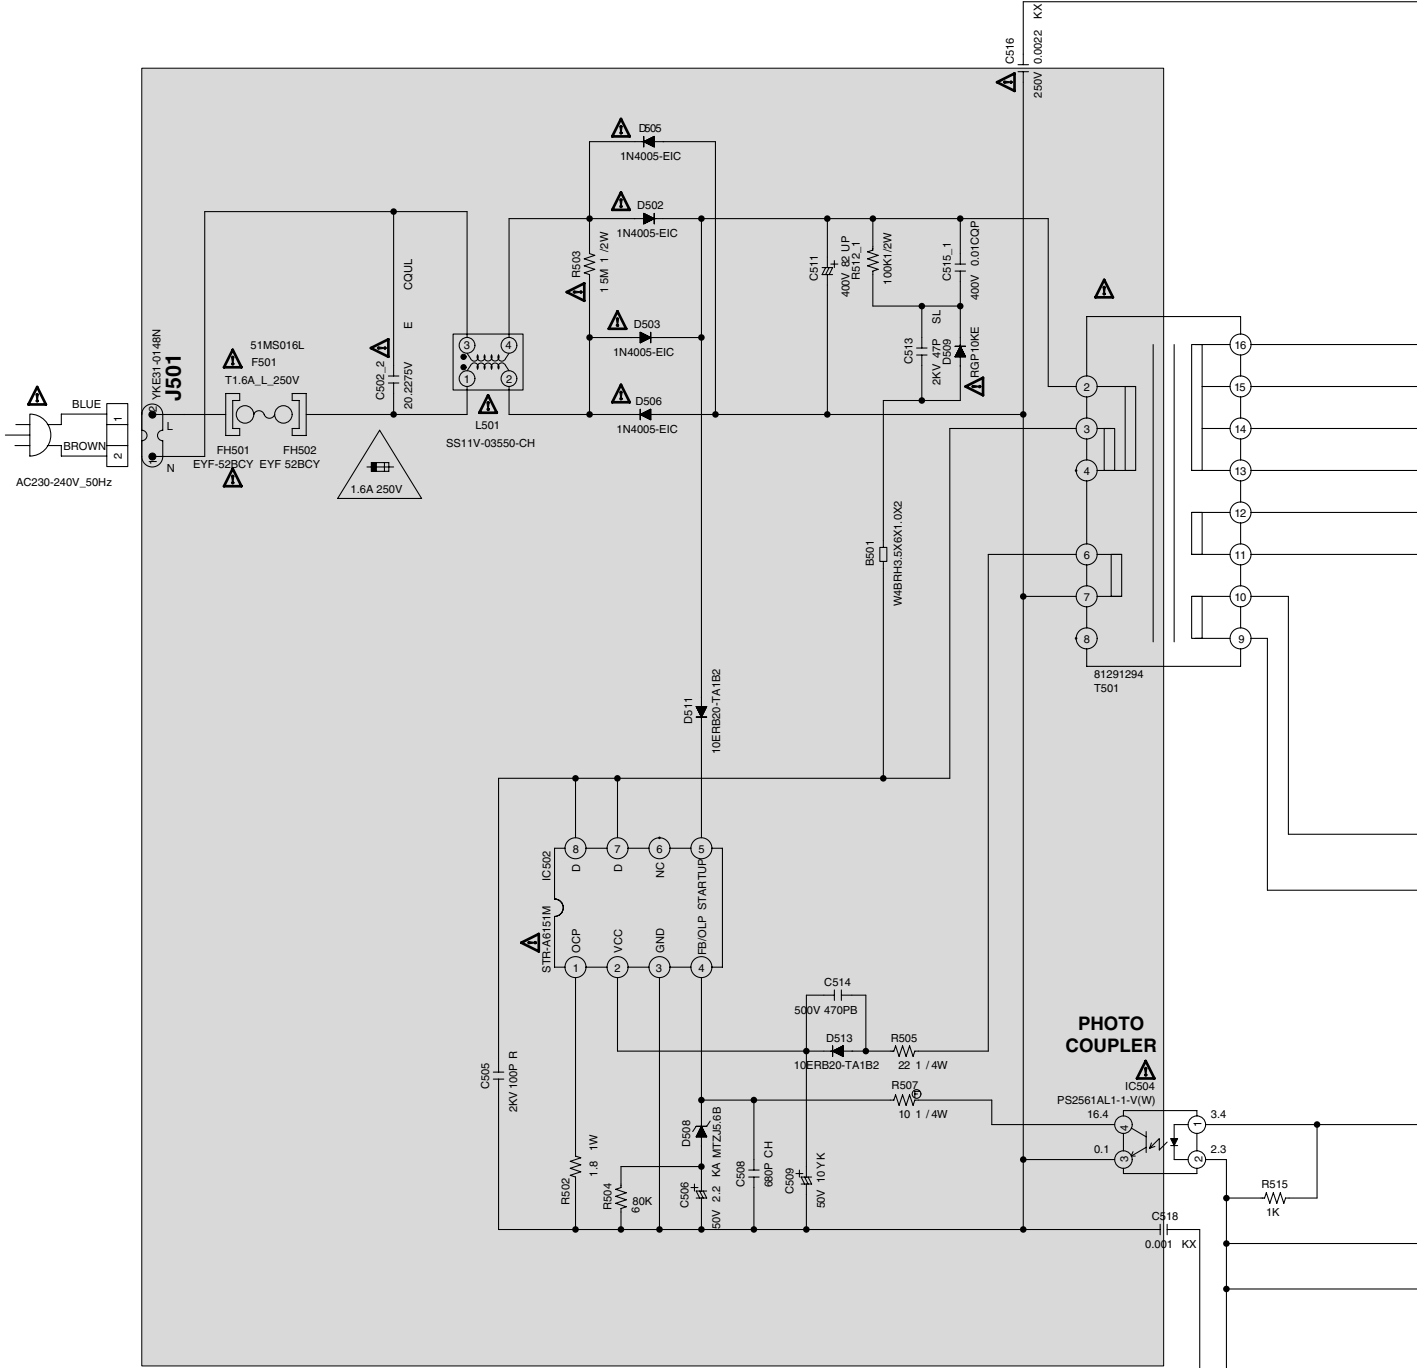 C516
250V 0.0022 KX
D505
1N4005-EIC
D502
1N4005-EIC
R503
1 5M 1 /2W
D503
1N4005-EIC
D506
1N4005-EIC
C511
400V 82 UP
R512_1
100K1/2W
C515_1
400V 0.01CQP
C513
2KV 47P SL
D509
RGP10KE
C502_2
20.2275V E CQUL
YKE31-0148N
J501
51MS016L
F501
T1.6A_L_250V
BLUE
BROWN
1
2
AC230-240V_50Hz
2
1
L
N
FH501
EYF-52BCY
FH502
EYF 52BCY
1.6A 250V
3
4
1
2
L501
SS11V-03550-CH
B501
W4BRH3.5X6X1.0X2
2
3
4
6
7
8
16
15
14
13
12
11
10
9
81291294
T501
D511
10ERB20-TA1B2
IC502
STR-A6151M
8
7
6
5
D
D
NC
STARTUP
OCP
VCC
GND
FB/OLP
1
2
3
4
C514
500V 470PB
D513
10ERB20-TA1B2
R505
22 1 / 4W
R507
10 1 / 4W
PHOTO
COUPLER
IC504
PS2561AL1-1-V(W)
16.4
4
1
3.4
0.1
3
2
2.3
C505
2KV 100P R
R502
1.8 1W
R504
680K
D508
MTZJ5.6B
C506
50V 2.2 KA
C508
680P CH
C509
50V 10YK
R515
1K
C518
0.001 KX